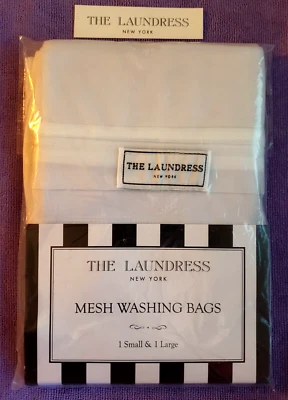 THE LAUNDRESS
NEW YORK
THE LAUNDRESS
NEW YORK
THE LAUNDRESS
NEW YORK
MESH WASHING BAGS
1 Small & 1 Large